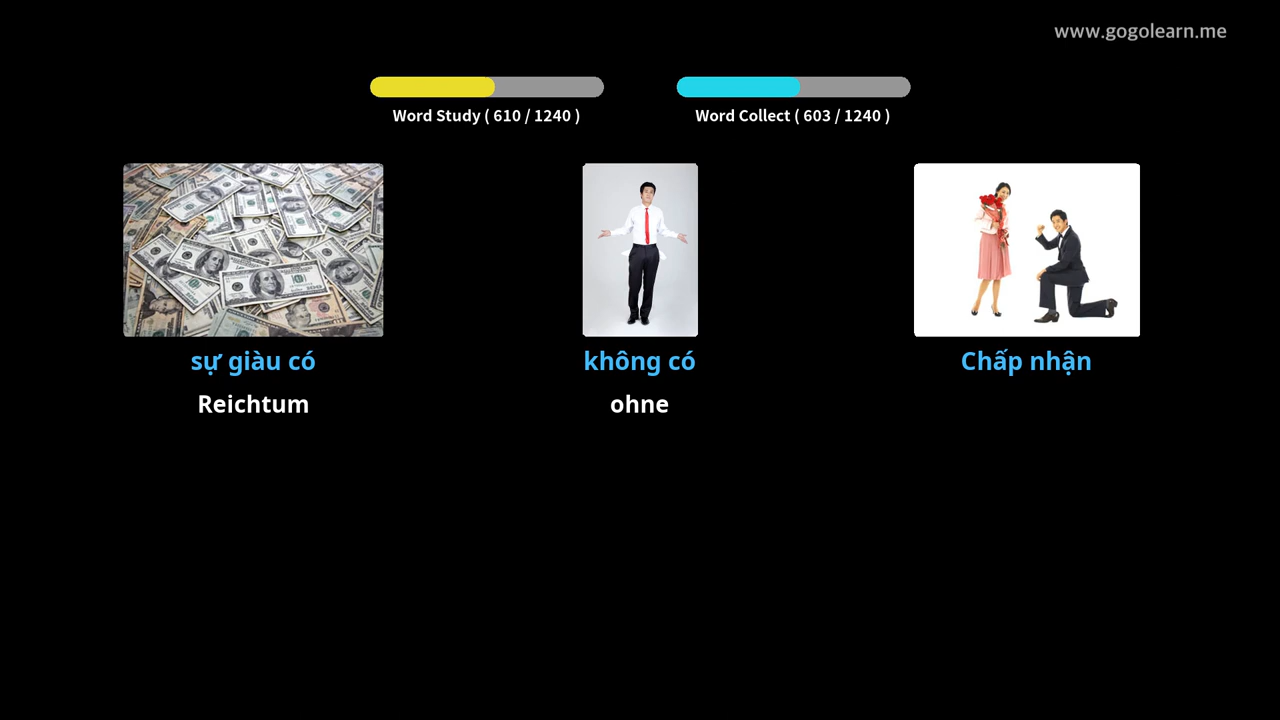 www.gogolearn.me
Word Study ( 610 / 1240 )
Word Collect ( 603 / 1240 )
sự giàu có
không có
Chấp nhận
Reichtum
ohne